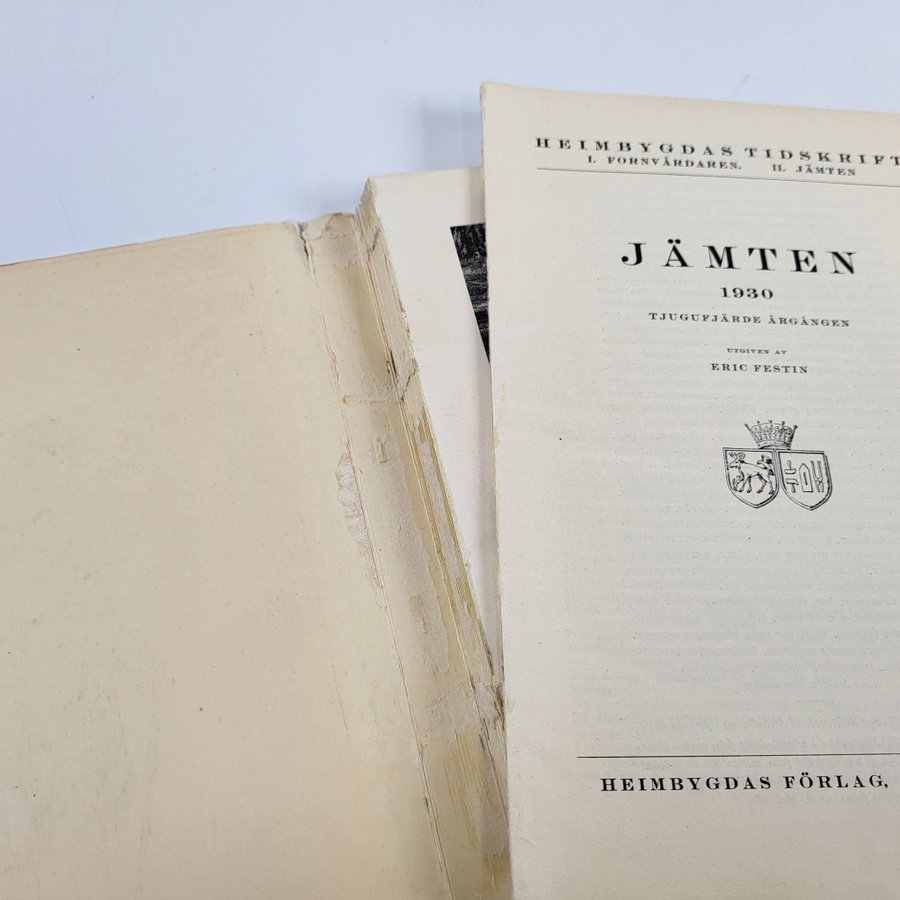 HEIMBYGDAS TIDSKRIFT
I. FORNVÅRDAREN. II. JÄMTEN
JÄMTEN
1930
TJUGUFJÄRDE ÅRGÅNGEN
UTGIVEN AV
ERIC FESTIN
HEIMBYGDAS FÖRLAG,